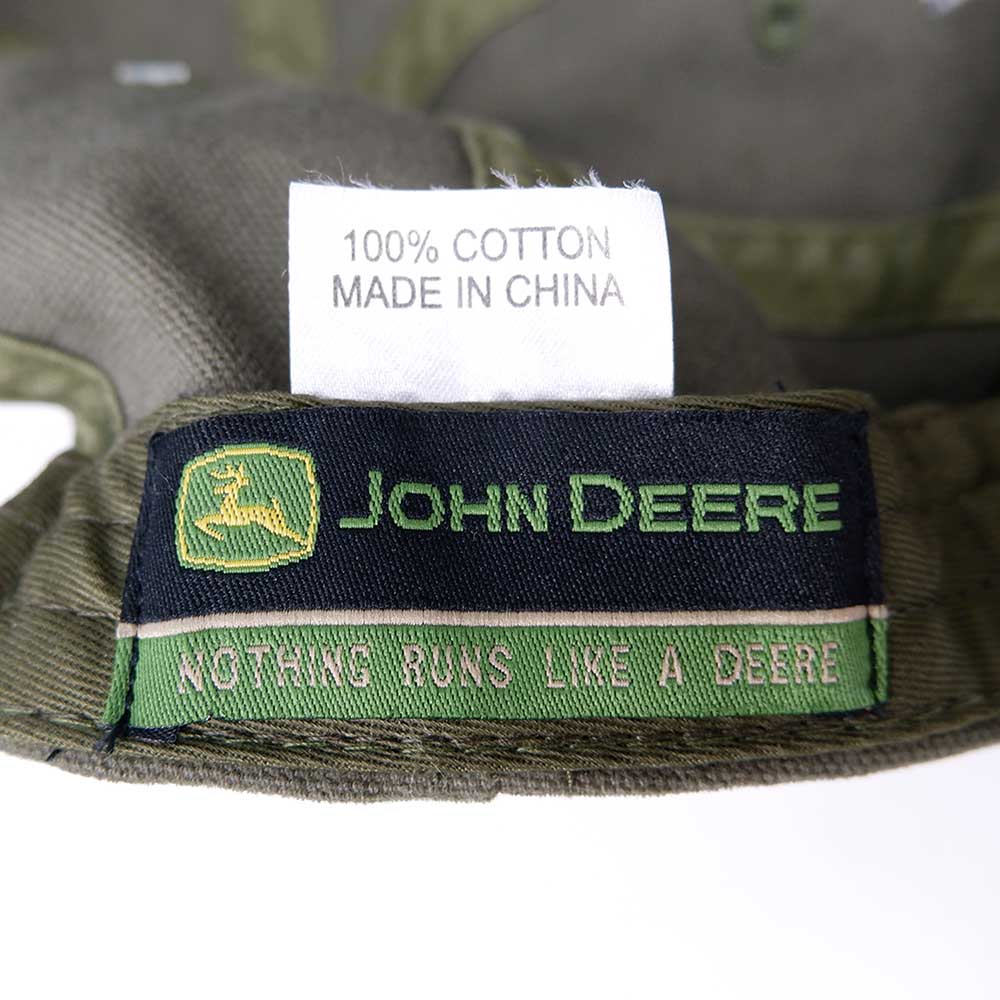 100% COTTON
MADE IN CHINA
JOHN DEERE
NOTHING RUNS LIKE A DEERE